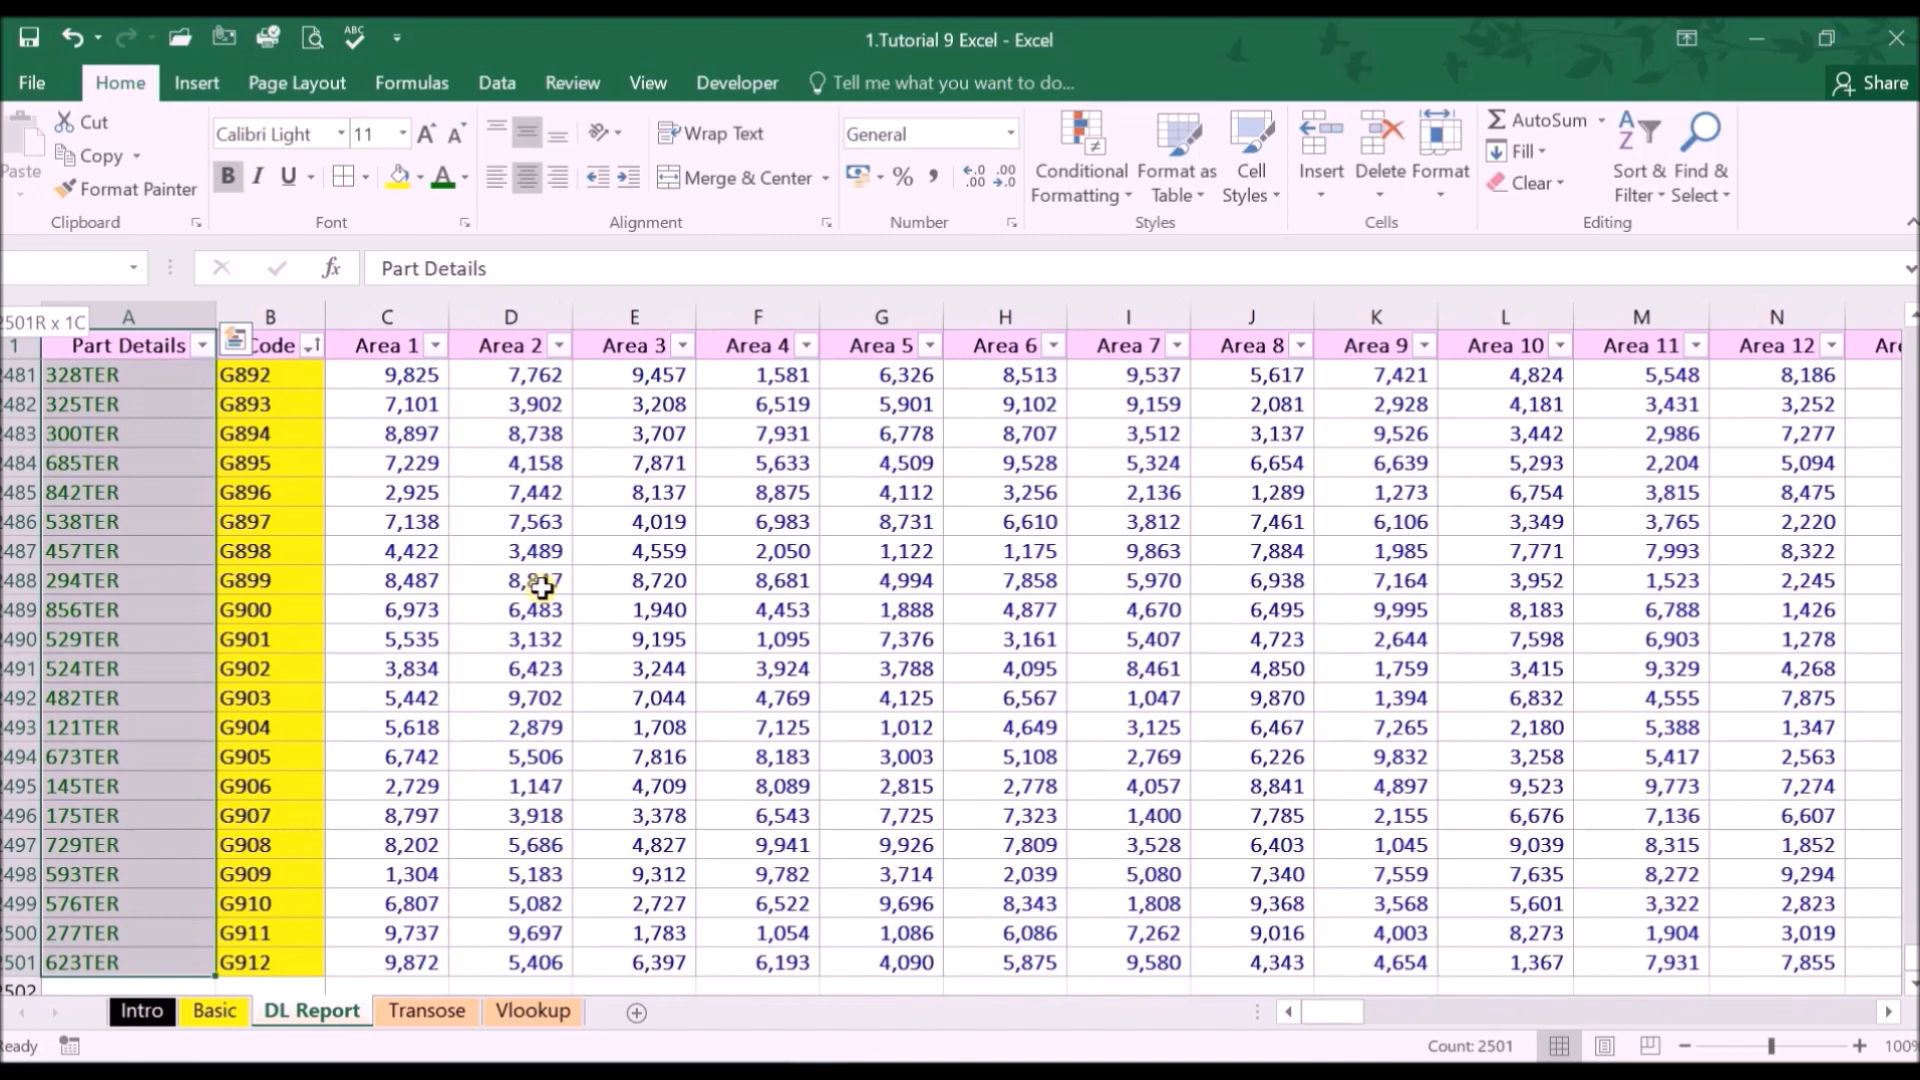 ABC
1.Tutorial 9 Excel - Excel
File Home Insert Page Layout Formulas Data Review View Developer Tell me what you want to do... Share
Paste Cut Copy Format Painter Clipboard
Calibri Light 11 A A B I U A Font
Wrap Text Merge & Center Alignment
General % Number
Conditional Formatting Format as Table Cell Styles Styles
Insert Delete Format Cells
AutoSum Fill Clear Sort & Filter Find & Select Editing
fx Part Details
2501R x 1C A B C D E F G H I J K L M N
1 Part Details Code Area 1 Area 2 Area 3 Area 4 Area 5 Area 6 Area 7 Area 8 Area 9 Area 10 Area 11 Area 12
2481 328TER G892 9,825 7,762 9,457 1,581 6,326 8,513 9,537 5,617 7,421 4,824 5,548 8,186
2482 325TER G893 7,101 3,902 3,208 6,519 5,901 9,102 9,159 2,081 2,928 4,181 3,431 3,252
2483 300TER G894 8,897 8,738 3,707 7,931 6,778 8,707 3,512 3,137 9,526 3,442 2,986 7,277
2484 685TER G895 7,229 4,158 7,871 5,633 4,509 9,528 5,324 6,654 6,639 5,293 2,204 5,094
2485 842TER G896 2,925 7,442 8,137 8,875 4,112 3,256 2,136 1,289 1,273 6,754 3,815 8,475
2486 538TER G897 7,138 7,563 4,019 6,983 8,731 6,610 3,812 7,461 6,106 3,349 3,765 2,220
2487 457TER G898 4,422 3,489 4,559 2,050 1,122 1,175 9,863 7,884 1,985 7,771 7,993 8,322
2488 294TER G899 8,487 8,720 8,681 4,994 7,858 5,970 6,938 7,164 3,952 1,523 2,245
2489 856TER G900 6,973 6,483 1,940 4,453 1,888 4,877 4,670 6,495 9,995 8,183 6,788 1,426
2490 529TER G901 5,535 3,132 9,195 1,095 7,376 3,161 5,407 4,723 2,644 7,598 6,903 1,278
2491 524TER G902 3,834 6,423 3,244 3,924 3,788 4,095 8,461 4,850 1,759 3,415 9,329 4,268
2492 482TER G903 5,442 9,702 7,044 4,769 4,125 6,567 1,047 9,870 1,394 6,832 4,555 7,875
2493 121TER G904 5,618 2,879 1,708 7,125 1,012 4,649 3,125 6,467 7,265 2,180 5,388 1,347
2494 673TER G905 6,742 5,506 7,816 8,183 3,003 5,108 2,769 6,226 9,832 3,258 5,417 2,563
2495 145TER G906 2,729 1,147 4,709 8,089 2,815 2,778 4,057 8,841 4,897 9,523 9,773 7,274
2496 175TER G907 8,797 3,918 3,378 6,543 7,725 7,323 1,400 7,785 2,155 6,676 7,136 6,607
2497 729TER G908 8,202 5,686 4,827 9,941 9,926 7,809 3,528 6,403 1,045 9,039 8,315 1,852
2498 593TER G909 1,304 5,183 9,312 9,782 3,714 2,039 5,080 7,340 7,559 7,635 8,272 9,294
2499 576TER G910 6,807 5,082 2,727 6,522 9,696 8,343 1,808 9,368 3,568 5,601 3,322 2,823
2500 277TER G911 9,737 9,697 1,783 1,054 1,086 6,086 7,262 9,016 4,003 8,273 1,904 3,019
2501 623TER G912 9,872 5,406 6,397 6,193 4,090 5,875 9,580 4,343 4,654 1,367 7,931 7,855
2502
Intro Basic DL Report Transose Vlookup
Ready Count: 2501 100%